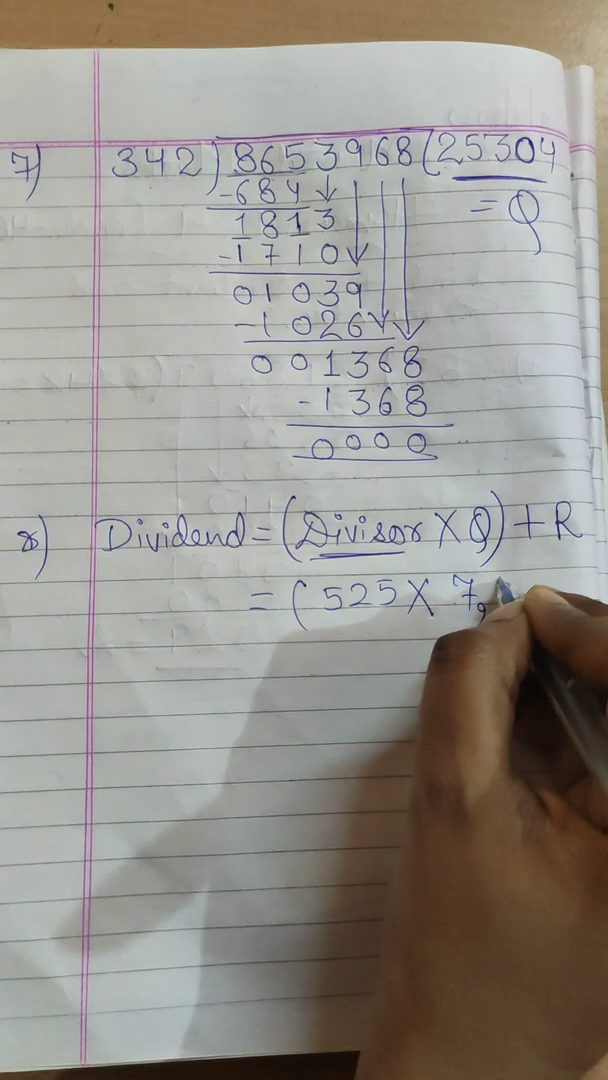 7) 342)8653968(25304
-684
1813 = Q
-1710
01039
-1026
001368
-1368
0000
8) Dividend = (Divisor X Q) + R
= (525 X 7,